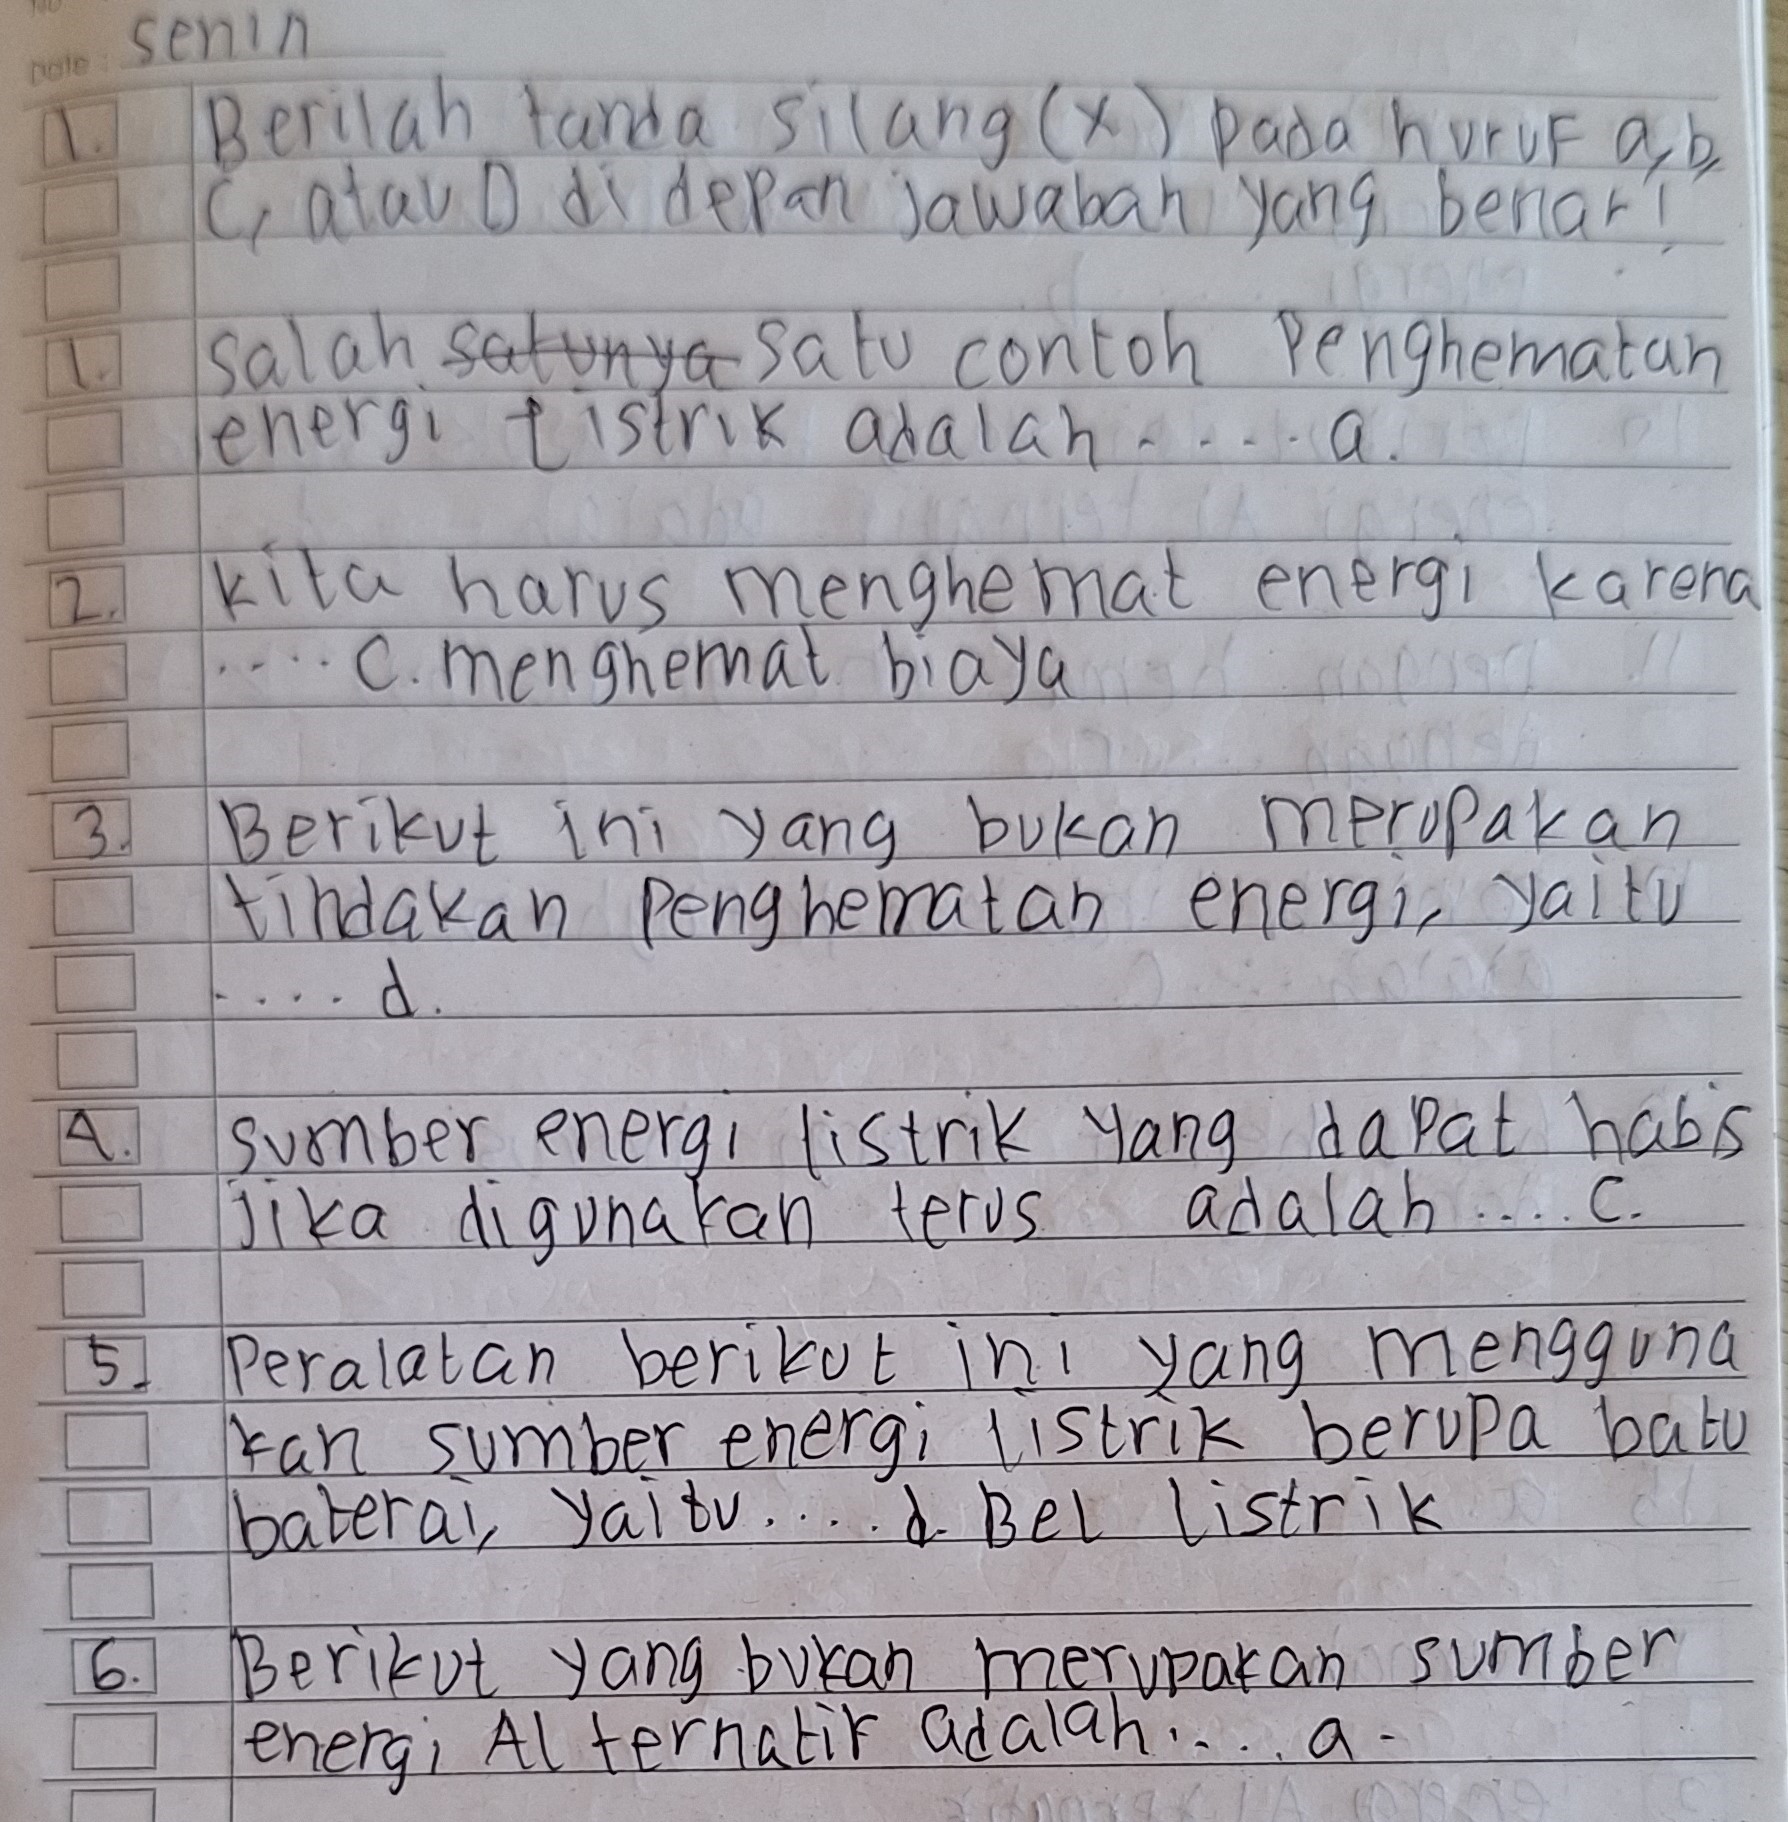 No
Date: senin
1. Berilah tanda silang (x) pada huruf a, b,
C, atau D di depan jawaban yang benar!
1. salah satunya satu contoh Penghematan
energi listrik adalah ..... a.
2. kita harus menghemat energi karena
.... C. menghemat biaya
3. Berikut ini yang bukan merupakan
tindakan Penghematan energi, yaitu
.... d.
4. sumber energi listrik yang dapat habis
jika digunakan terus adalah .... C.
5. Peralatan berikut ini yang mengguna
kan sumber energi listrik berupa batu
baterai, yaitu .... d. Bel listrik
6. Berikut yang bukan merupakan sumber
energi Alternatif adalah .... a.